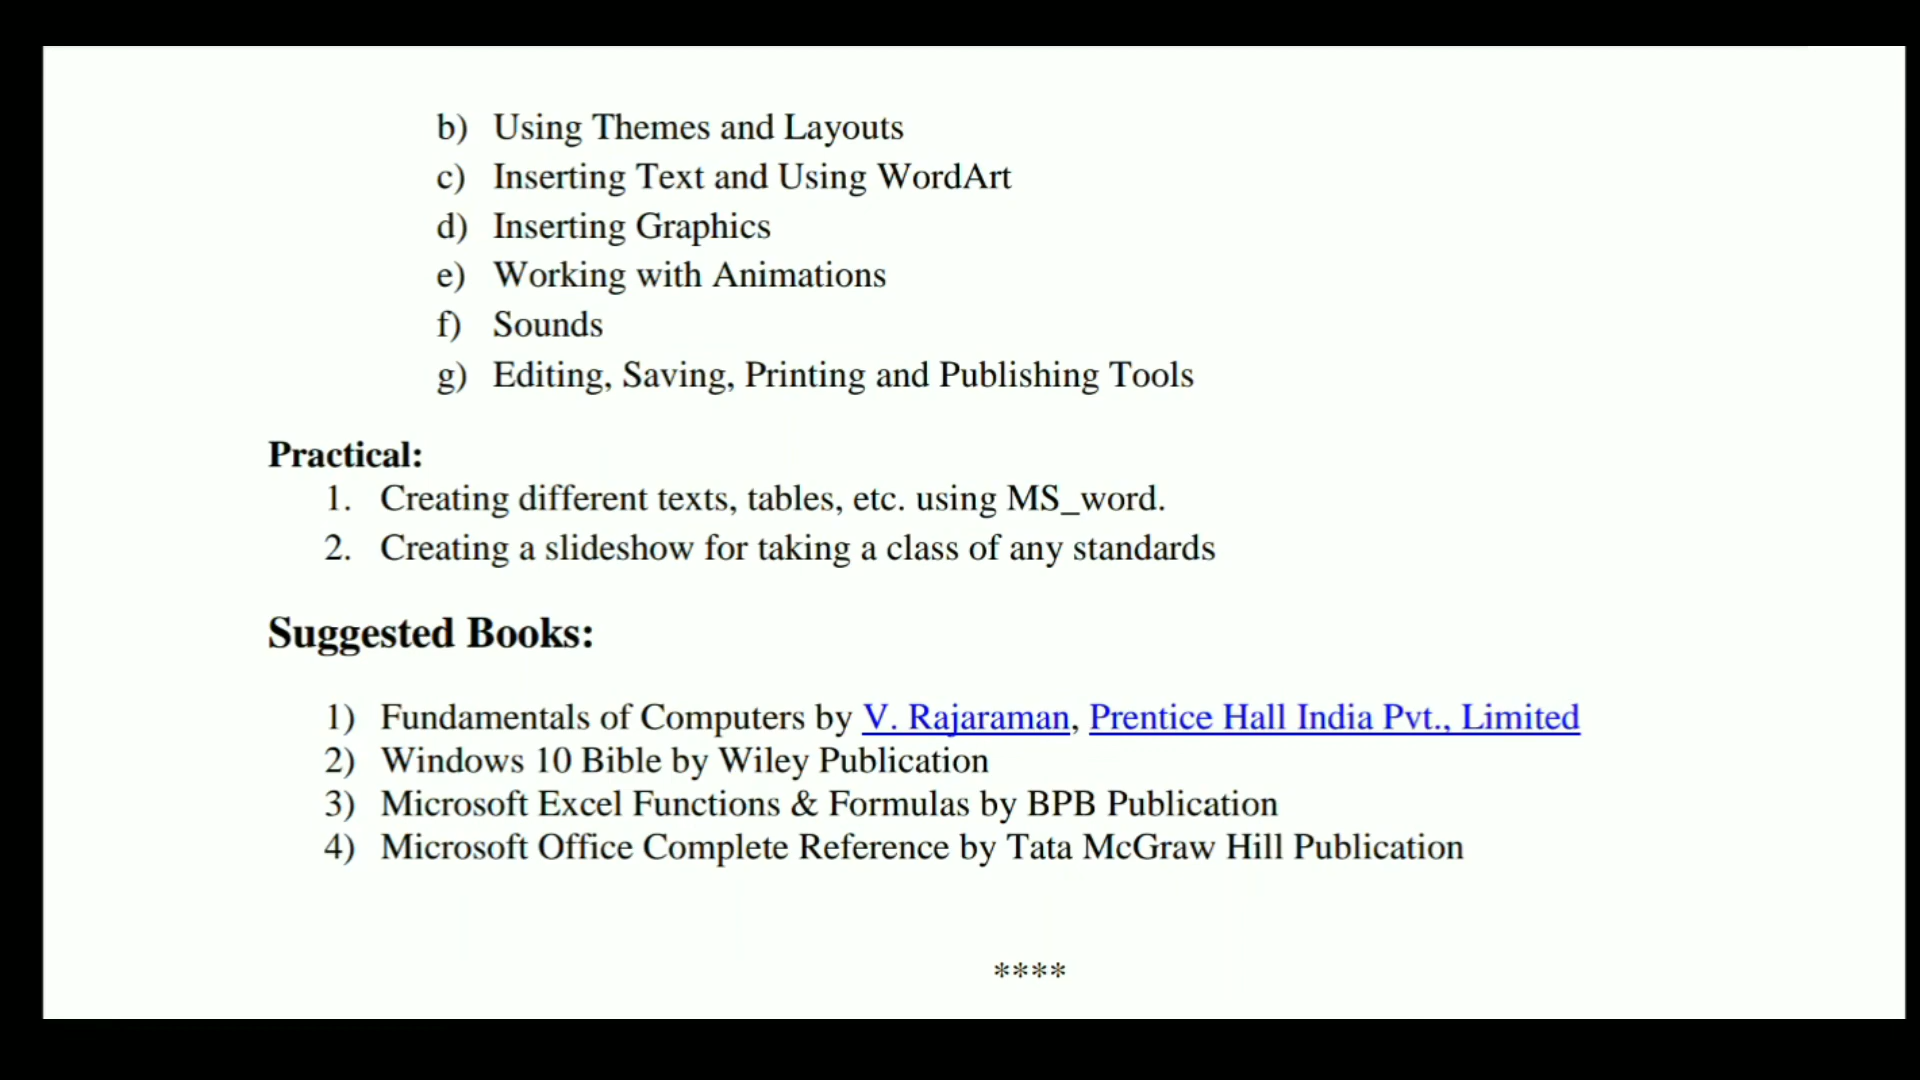 b) Using Themes and Layouts
c) Inserting Text and Using WordArt
d) Inserting Graphics
e) Working with Animations
f) Sounds
g) Editing, Saving, Printing and Publishing Tools
Practical:
1. Creating different texts, tables, etc. using MS_word.
2. Creating a slideshow for taking a class of any standards
Suggested Books:
1) Fundamentals of Computers by V. Rajaraman, Prentice Hall India Pvt., Limited
2) Windows 10 Bible by Wiley Publication
3) Microsoft Excel Functions & Formulas by BPB Publication
4) Microsoft Office Complete Reference by Tata McGraw Hill Publication
****